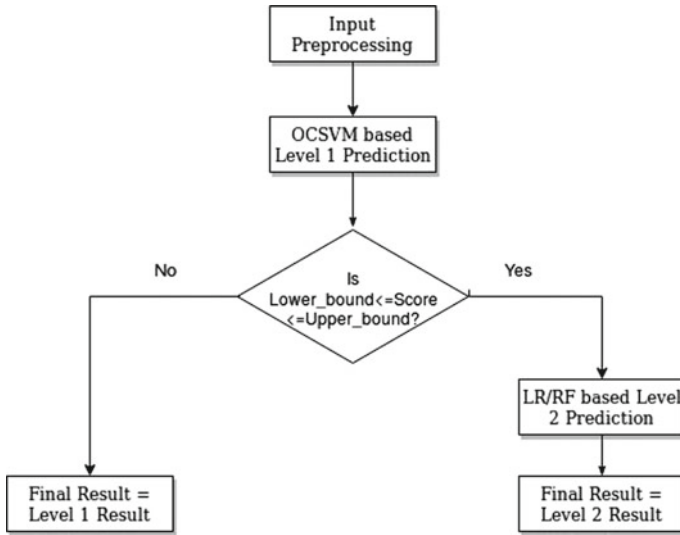 Input
Preprocessing
OCSVM based
Level 1 Prediction
No
Yes
Is
Lower_bound<=Score
<=Upper_bound?
LR/RF based Level
2 Prediction
Final Result =
Level 1 Result
Final Result =
Level 2 Result